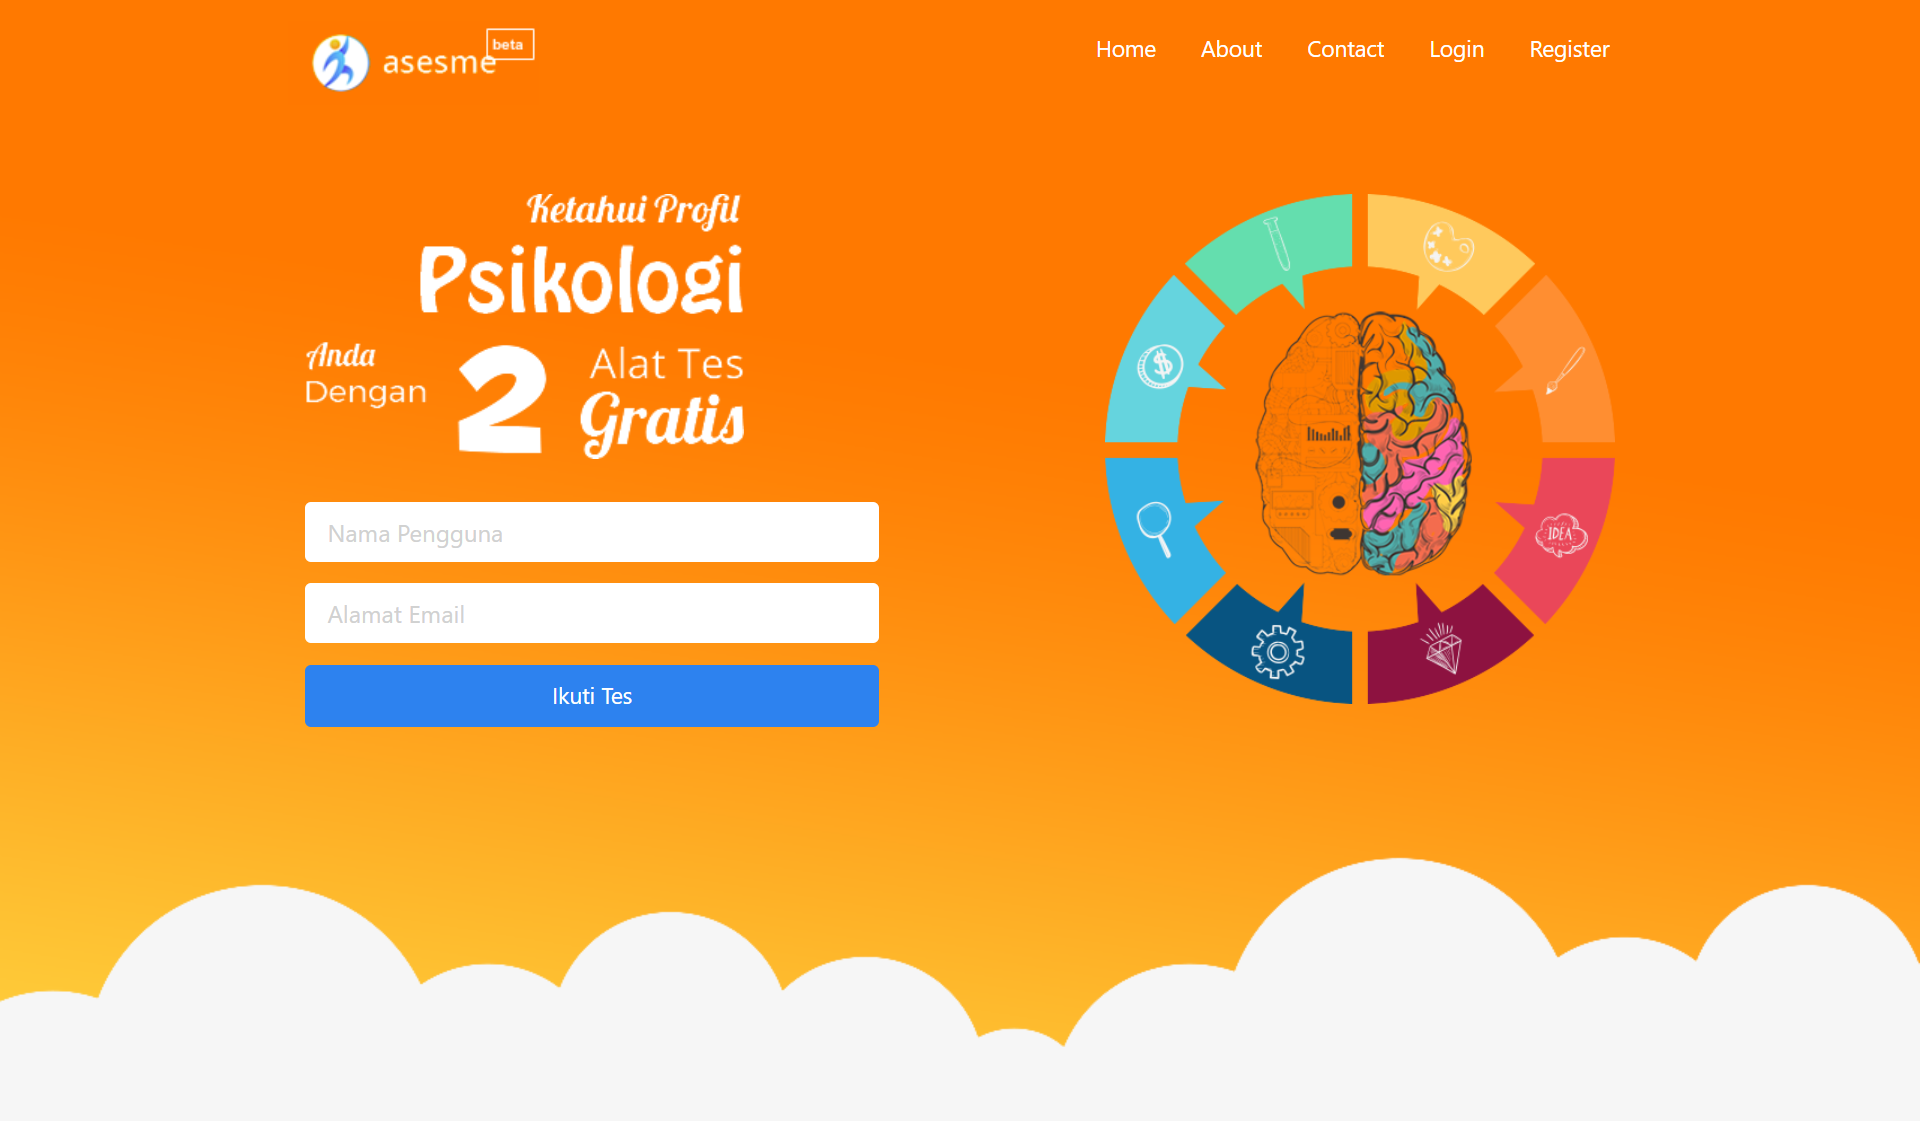 asesme beta
Home About Contact Login Register
Ketahui Profil
Psikologi
Anda
Dengan
2
Alat Tes
Gratis
Nama Pengguna
Alamat Email
Ikuti Tes
IDEA